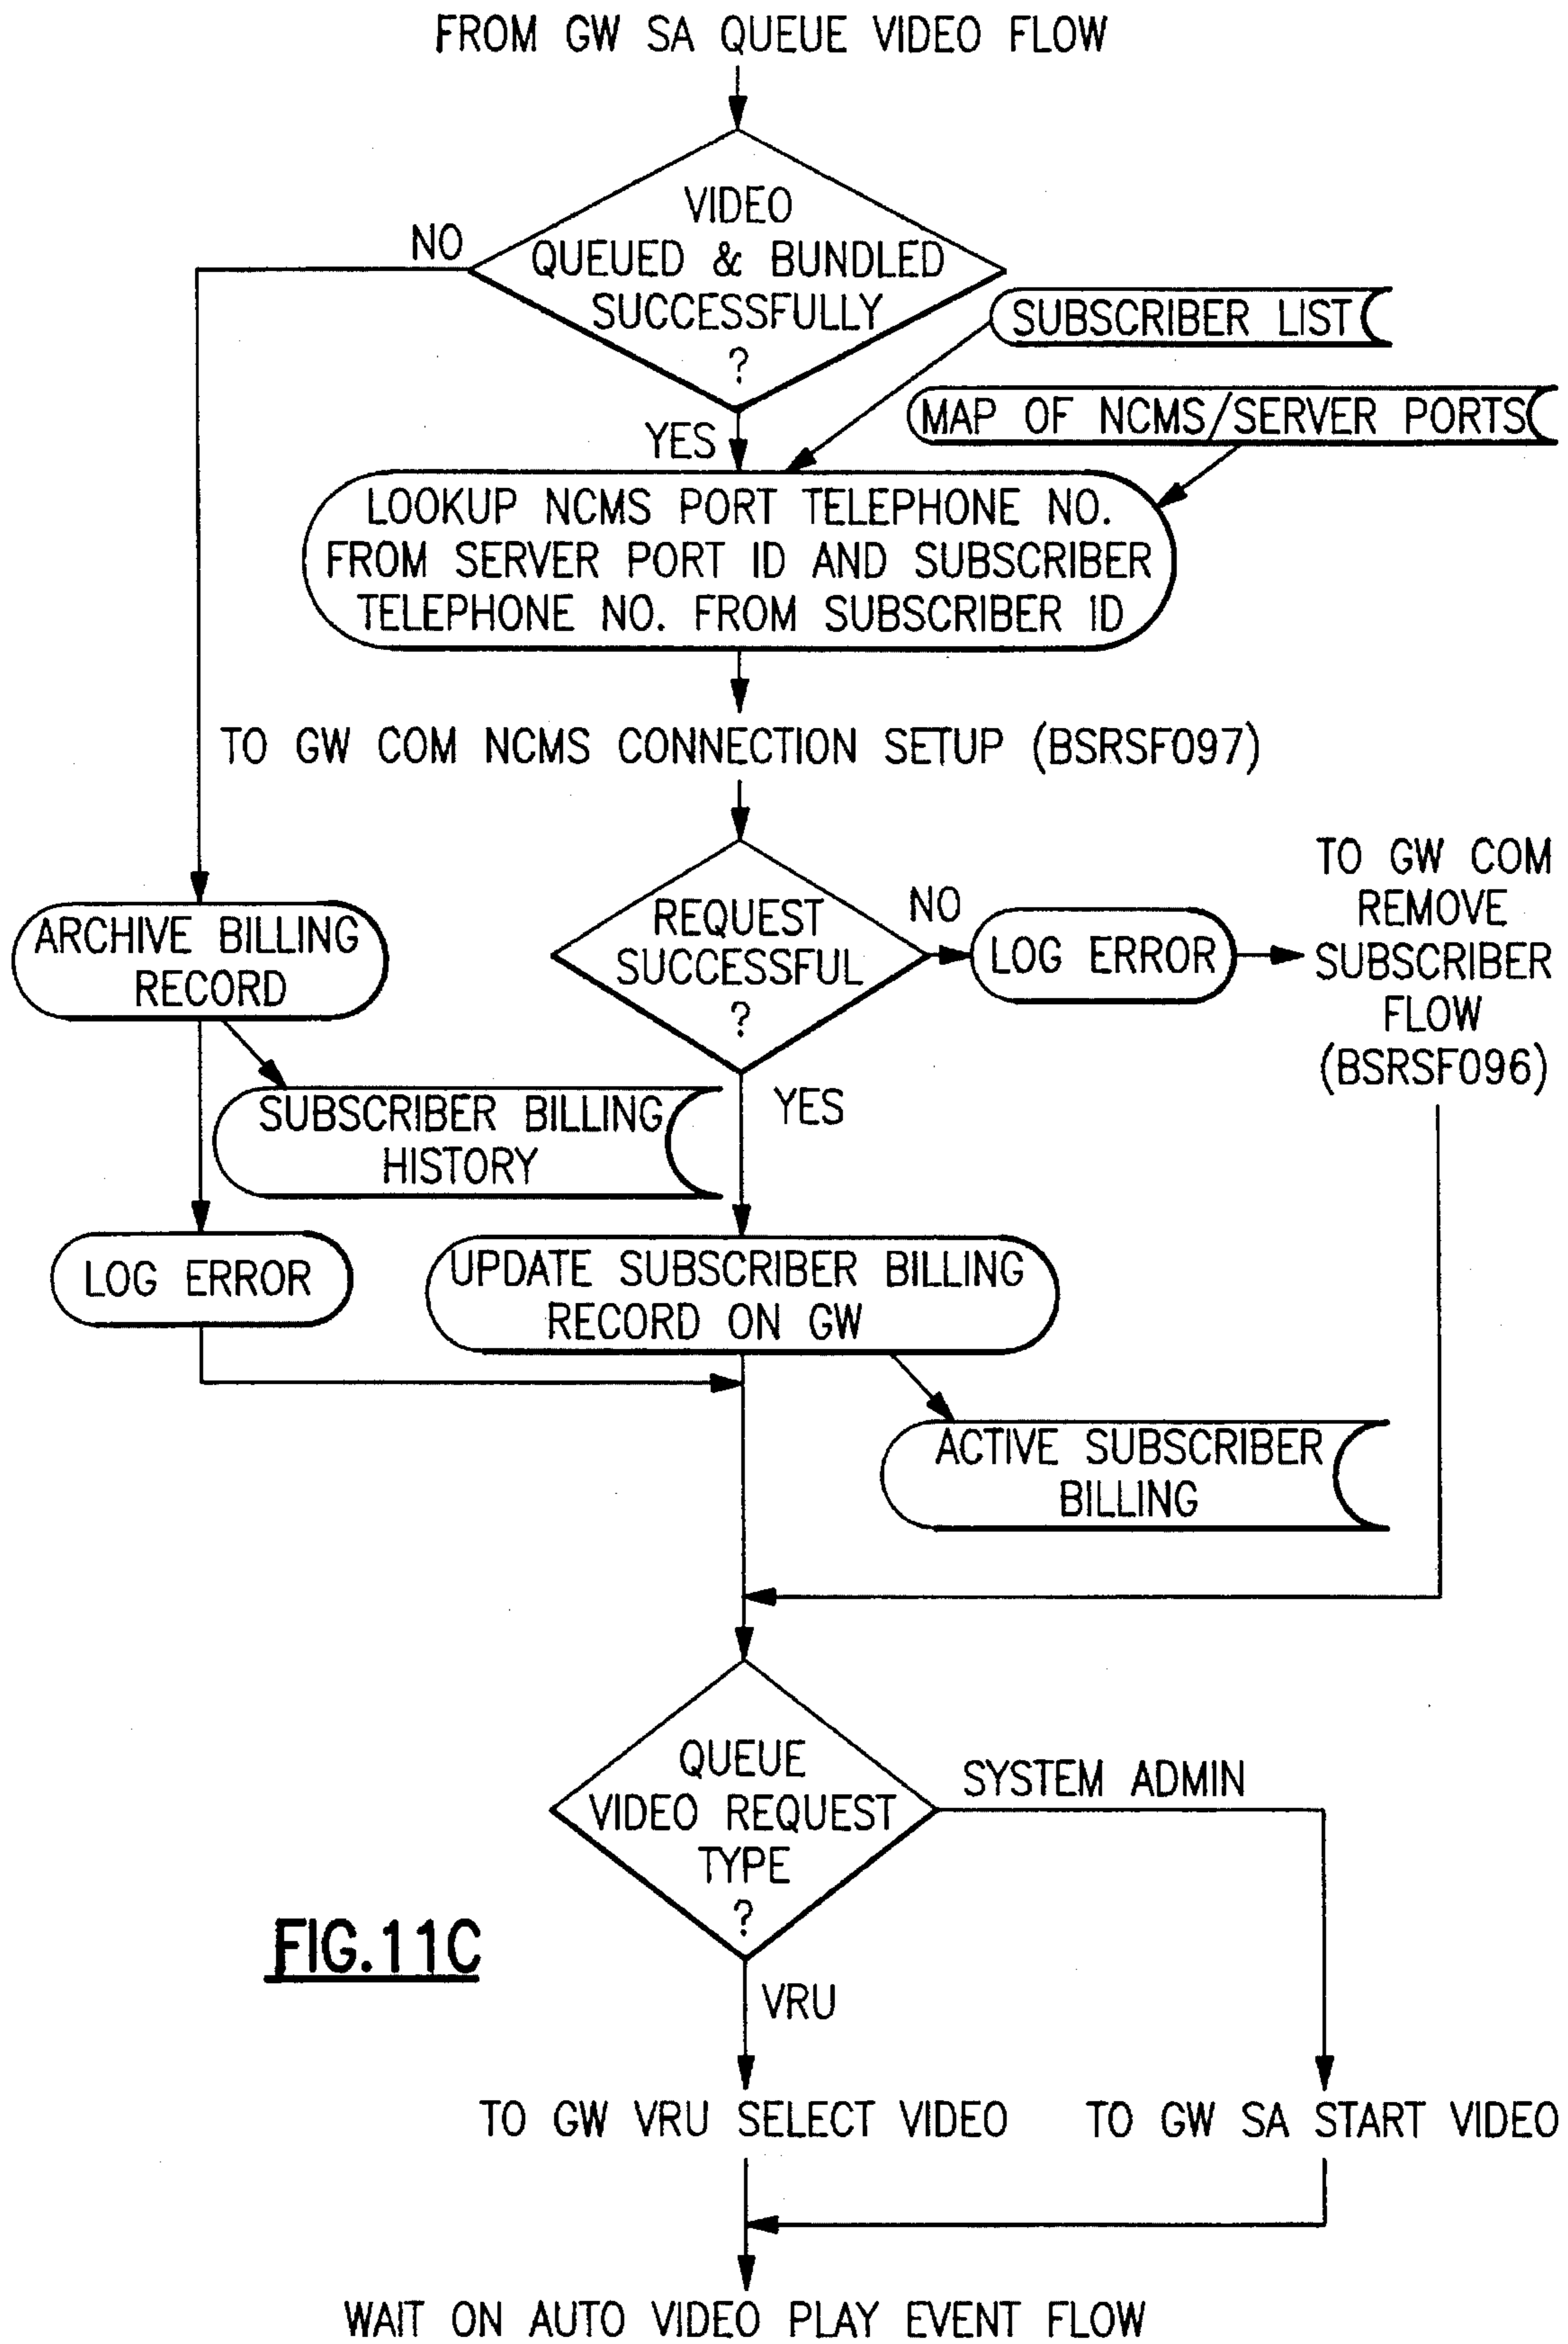 FROM GW SA QUEUE VIDEO FLOW
VIDEO
QUEUED & BUNDLED
SUCCESSFULLY
?
NO
SUBSCRIBER LIST
MAP OF NCMS/SERVER PORTS
YES
LOOKUP NCMS PORT TELEPHONE NO.
FROM SERVER PORT ID AND SUBSCRIBER
TELEPHONE NO. FROM SUBSCRIBER ID
TO GW COM NCMS CONNECTION SETUP (BSRSF097)
ARCHIVE BILLING
RECORD
REQUEST
SUCCESSFUL
?
NO
LOG ERROR
TO GW COM
REMOVE
SUBSCRIBER
FLOW
(BSRSF096)
SUBSCRIBER BILLING
HISTORY
YES
LOG ERROR
UPDATE SUBSCRIBER BILLING
RECORD ON GW
ACTIVE SUBSCRIBER
BILLING
QUEUE
VIDEO REQUEST
TYPE
?
SYSTEM ADMIN
FIG.11C
VRU
TO GW VRU SELECT VIDEO
TO GW SA START VIDEO
WAIT ON AUTO VIDEO PLAY EVENT FLOW